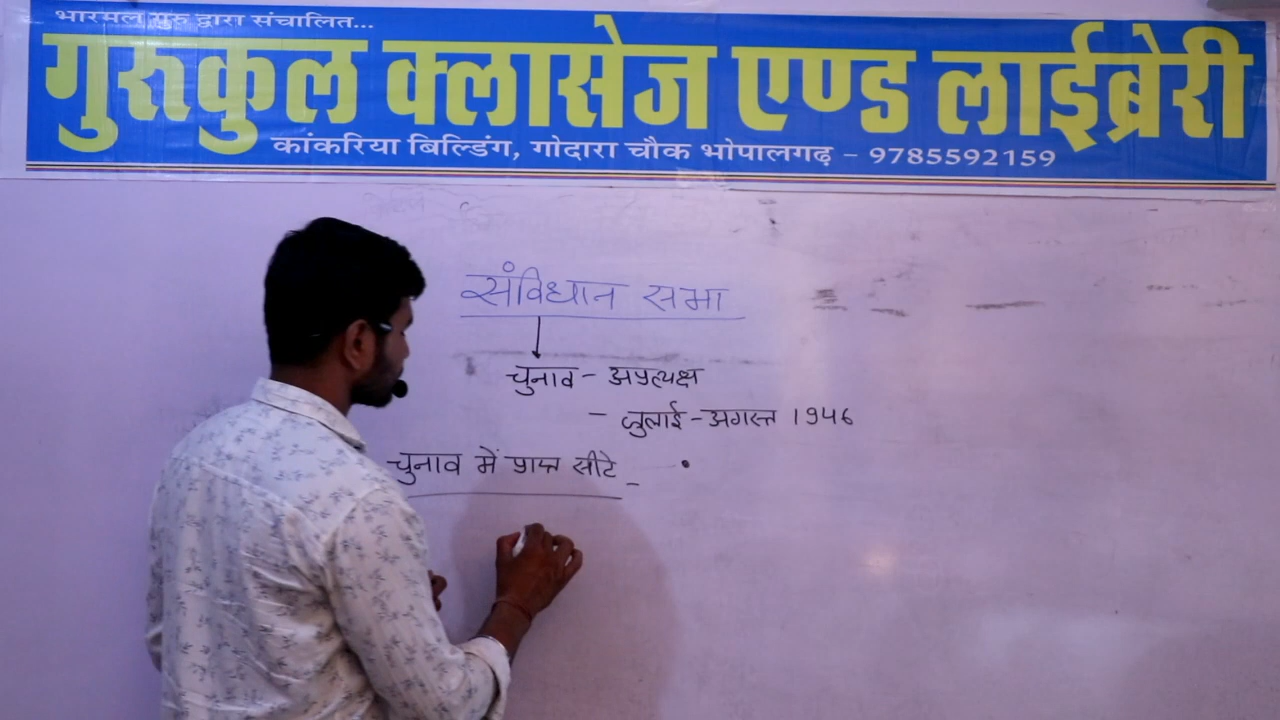 भारमल गुरु द्वारा संचालित...
गुरुकुल क्लासेज एण्ड लाईब्रेरी
कांकरिया बिल्डिंग, गोदारा चौक भोपालगढ़ – 9785592159
संविधान सभा
चुनाव - अप्रत्यक्ष
- जुलाई - अगस्त 1946
चुनाव में प्राप्त सीटे -